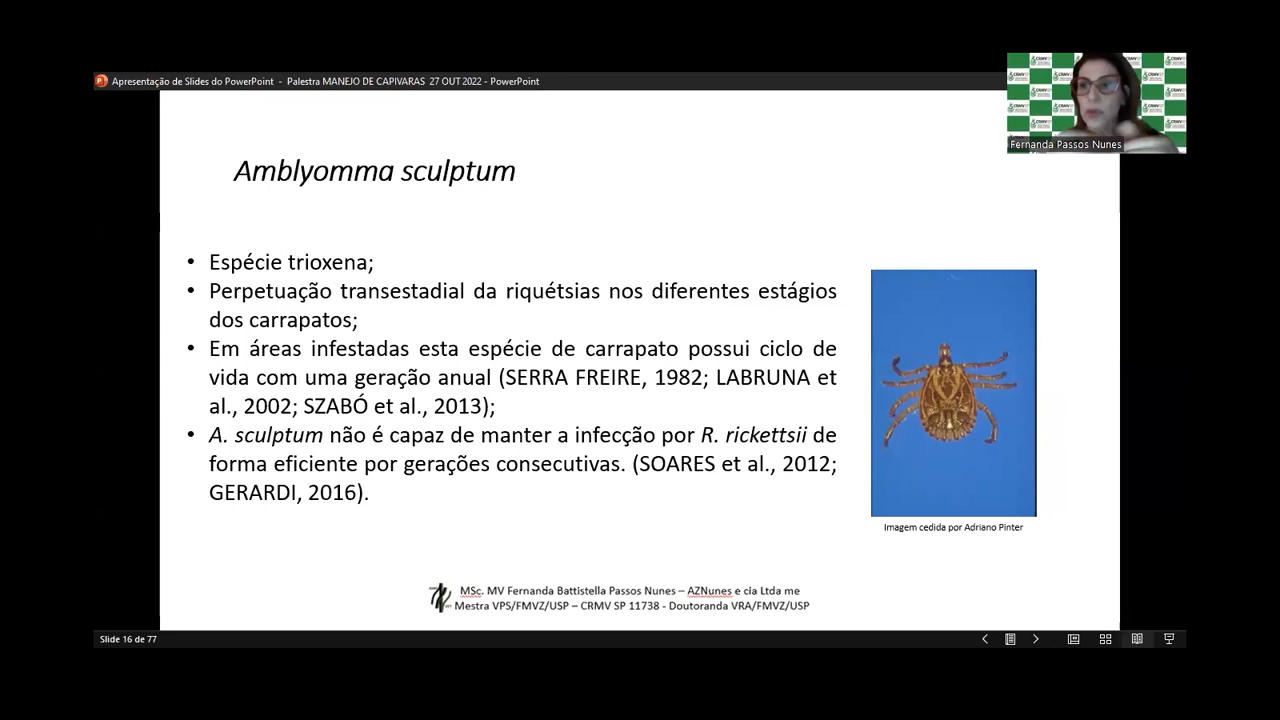 Apresentação de Slides do PowerPoint - Palestra MANEJO DE CAPIVARAS 27 OUT 2022 - PowerPoint
Fernanda Passos Nunes
Amblyomma sculptum
• Espécie trioxena;
• Perpetuação transestadial da riquétsias nos diferentes estágios
dos carrapatos;
• Em áreas infestadas esta espécie de carrapato possui ciclo de
vida com uma geração anual (SERRA FREIRE, 1982; LABRUNA et
al., 2002; SZABÓ et al., 2013);
• A. sculptum não é capaz de manter a infecção por R. rickettsii de
forma eficiente por gerações consecutivas. (SOARES et al., 2012;
GERARDI, 2016).
Imagem cedida por Adriano Pinter
MSc. MV Fernanda Battistella Passos Nunes – AZNunes e cia Ltda me
Mestra VPS/FMVZ/USP – CRMV SP 11738 - Doutoranda VRA/FMVZ/USP
Slide 16 de 77